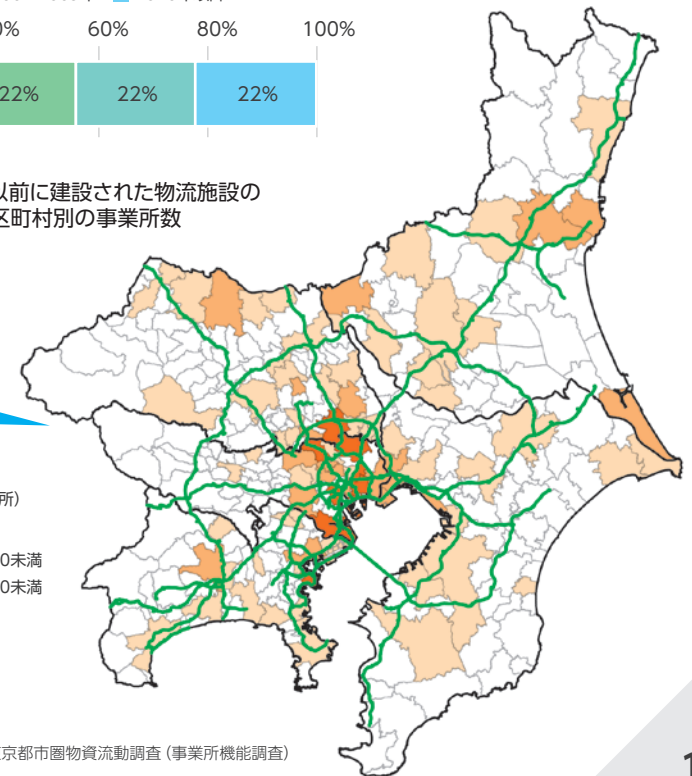 60%
80%
100%
22%
22%
22%
以前に建設された物流施設の
区町村別の事業所数
所)
0未満
0未満
京都市圏物資流動調査 (事業所機能調査)